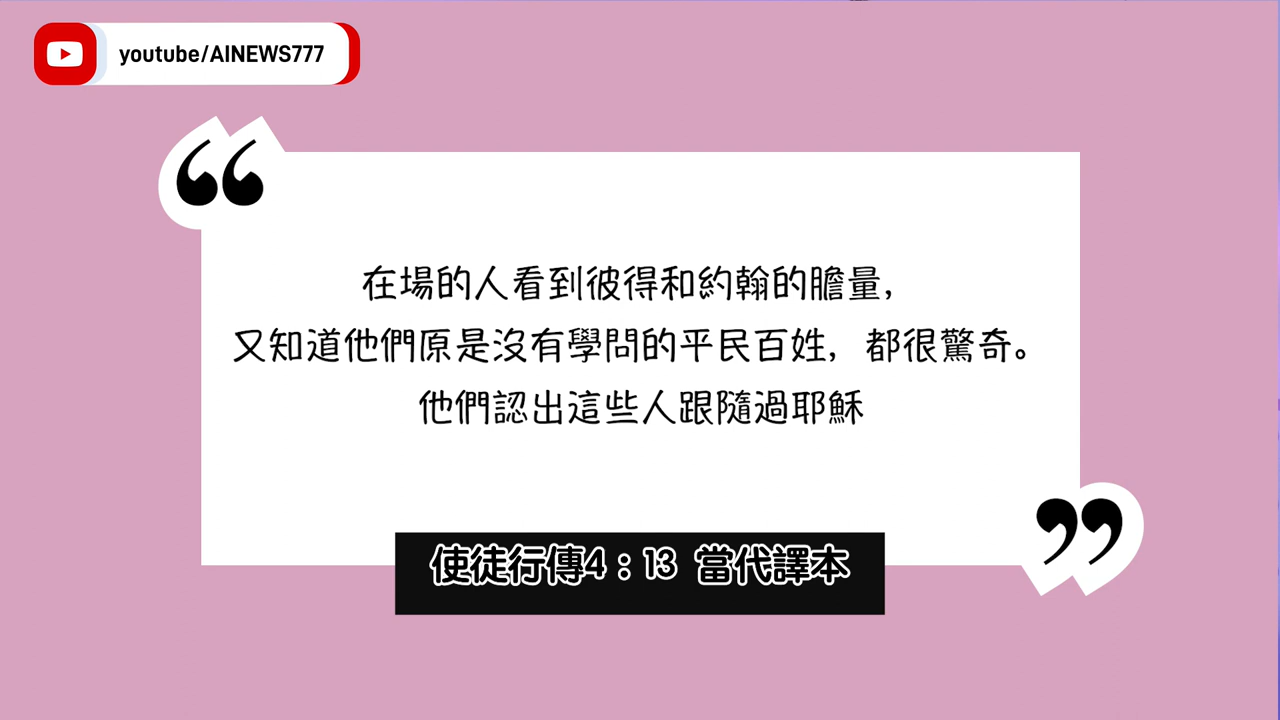 youtube/AINEWS777
在場的人看到彼得和約翰的膽量,
又知道他們原是沒有學問的平民百姓，都很驚奇。
他們認出這些人跟隨過耶穌
使徒行傳4：13 當代譯本